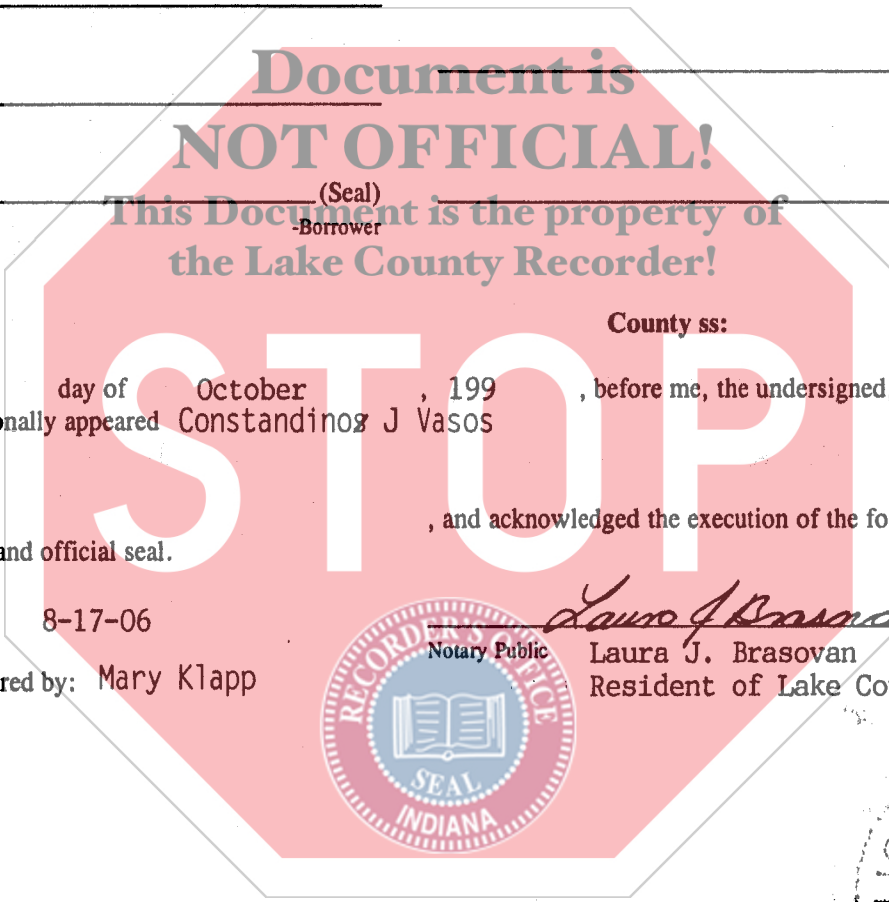 Document is
NOT OFFICIAL!
(Seal)
This Document is the property of
-Borrower
the Lake County Recorder!
County ss:
day of October , 199 , before me, the undersigned
onally appeared Constandinos J Vasos
STOP
, and acknowledged the execution of the fo
and official seal.
8-17-06
Notary Public Laura J. Brasovan
Resident of Lake Co
red by: Mary Klapp
RECORDER'S OFFICE
SEAL
INDIANA